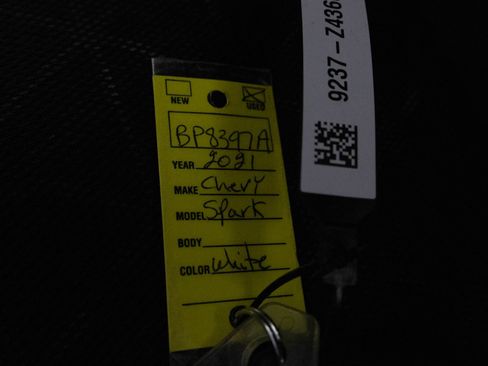 NEW
USED
BP8397A
YEAR 2021
MAKE Chevy
MODEL Spark
BODY
COLOR white
9237-Z436